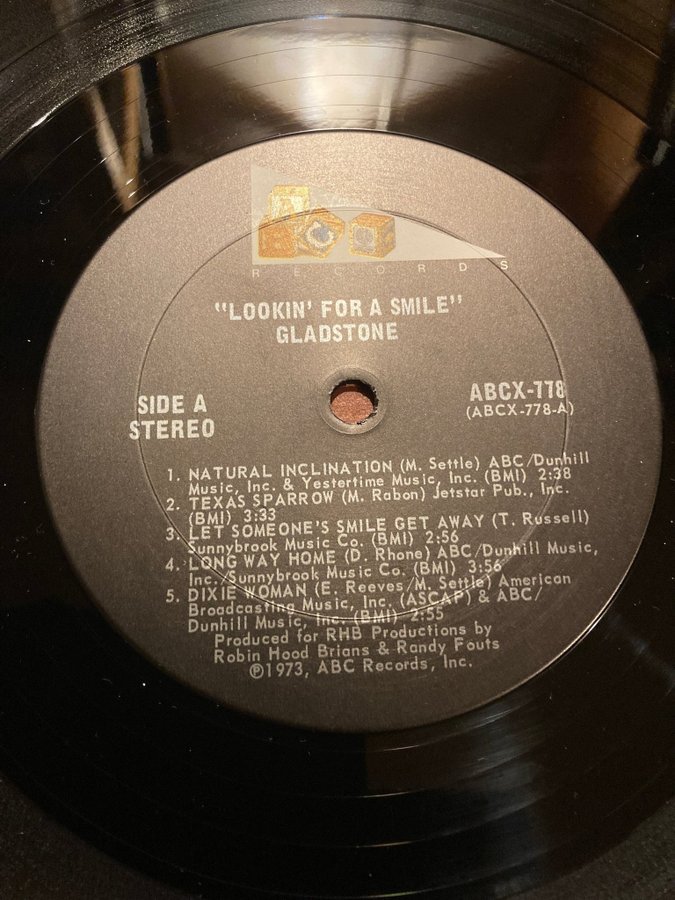 ABC
RECORDS
"LOOKIN' FOR A SMILE"
GLADSTONE
SIDE A
STEREO
ABCX-778
(ABCX-778-A)
1. NATURAL INCLINATION (M. Settle) ABC/Dunhill
Music, Inc. & Yestertime Music, Inc. (BMI) 2:38
2. TEXAS SPARROW (M. Rabon) Jetstar Pub., Inc.
(BMI) 3:33
3. LET SOMEONE'S SMILE GET AWAY (T. Russell)
Sunnybrook Music Co. (BMI) 2:56
4. LONG WAY HOME (D. Rhone) ABC/Dunhill Music,
Inc./Sunnybrook Music Co. (BMI) 3:56
5. DIXIE WOMAN (E. Reeves/M. Settle) American
Broadcasting Music, Inc. (ASCAP) & ABC/
Dunhill Music, Inc. (BMI) 2:55
Produced for RHB Productions by
Robin Hood Brians & Randy Fouts
℗1973, ABC Records, Inc.